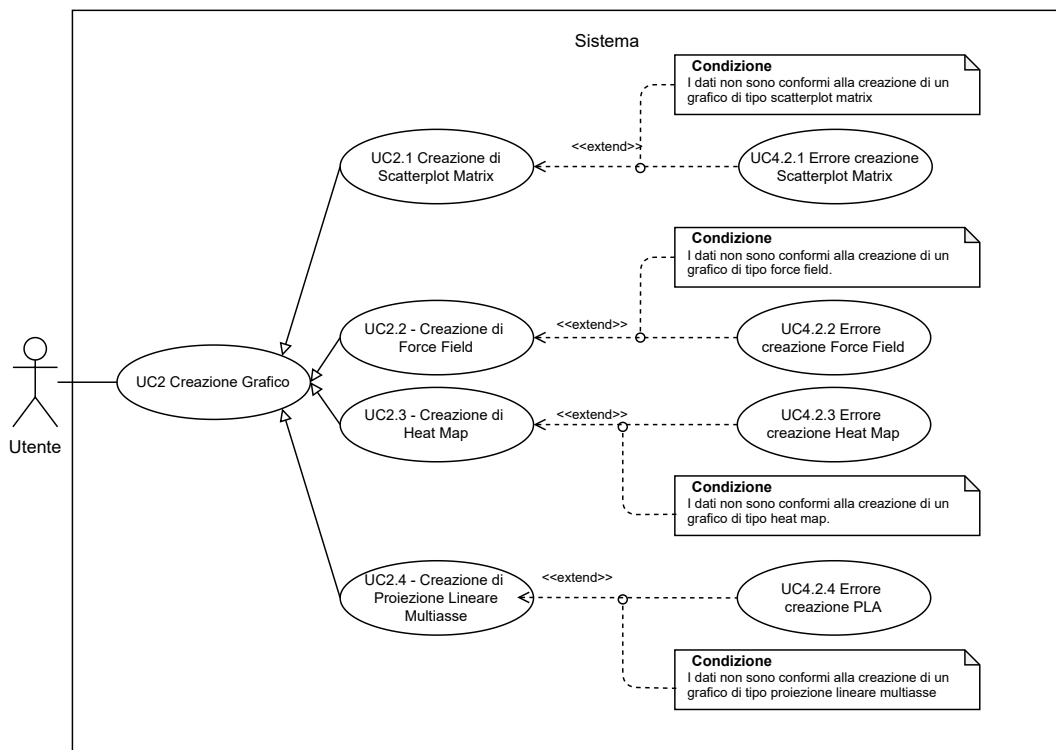 Sistema
Condizione
I dati non sono conformi alla creazione di un
grafico di tipo scatterplot matrix
UC2.1 Creazione di
Scatterplot Matrix
<<extend>>
UC4.2.1 Errore creazione
Scatterplot Matrix
Condizione
I dati non sono conformi alla creazione di un
grafico di tipo force field.
UC2.2 - Creazione di
Force Field
<<extend>>
UC4.2.2 Errore
creazione Force Field
UC2 Creazione Grafico
Utente
UC2.3 - Creazione di
Heat Map
<<extend>>
UC4.2.3 Errore
creazione Heat Map
Condizione
I dati non sono conformi alla creazione di un
grafico di tipo heat map.
UC2.4 - Creazione di
Proiezione Lineare
Multiasse
<<extend>>
UC4.2.4 Errore
creazione PLA
Condizione
I dati non sono conformi alla creazione di un
grafico di tipo proiezione lineare multiasse